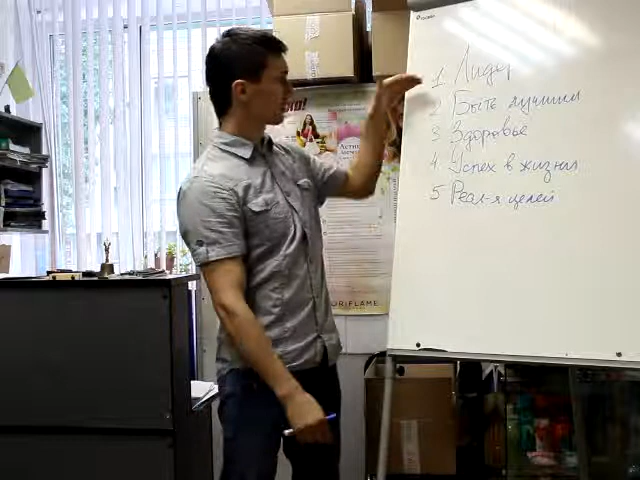 1 Лидер
2 Быть лучшим
3 Здоровье
4 Успех в жизни
5 Реал-я целей
ORIFLAME